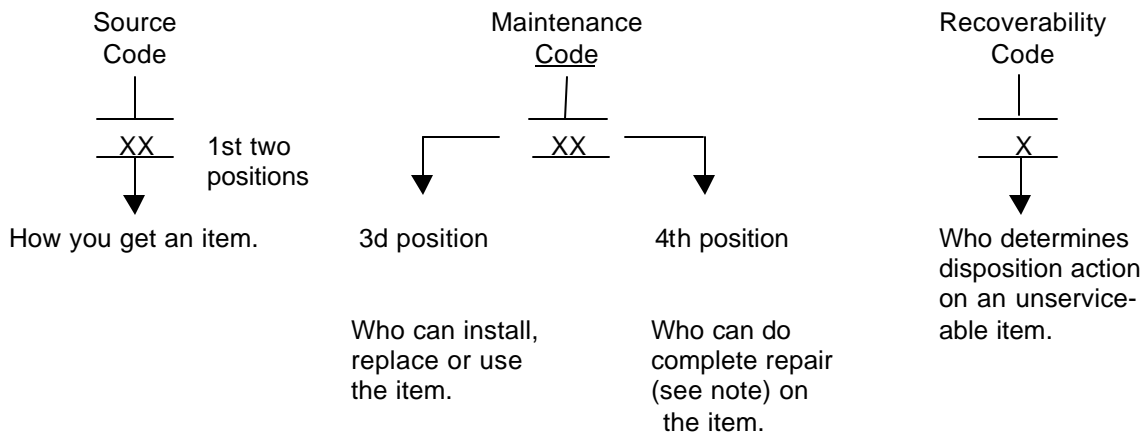 Source
Code
XX
1st two
positions
How you get an item.
Maintenance
Code
XX
3d position
Who can install,
replace or use
the item.
4th position
Who can do
complete repair
(see note) on
the item.
Recoverability
Code
X
Who determines
disposition action
on an unservice-
able item.